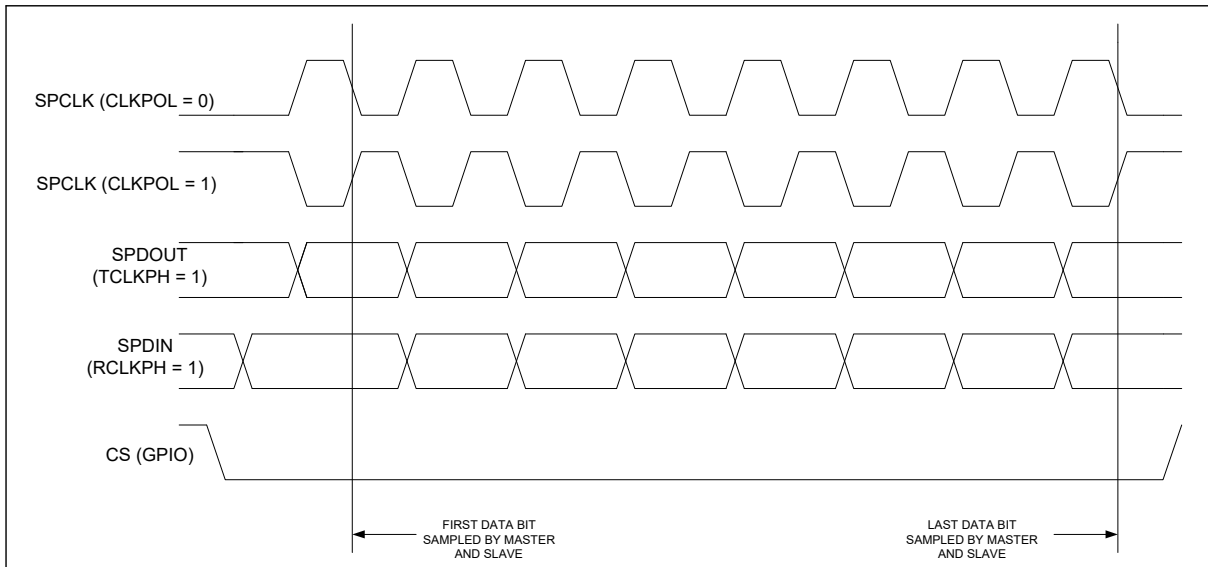 SPCLK (CLKPOL = 0)
SPCLK (CLKPOL = 1)
SPDOUT
(TCLKPH = 1)
SPDIN
(RCLKPH = 1)
CS (GPIO)
FIRST DATA BIT
SAMPLED BY MASTER
AND SLAVE
LAST DATA BIT
SAMPLED BY MASTER
AND SLAVE